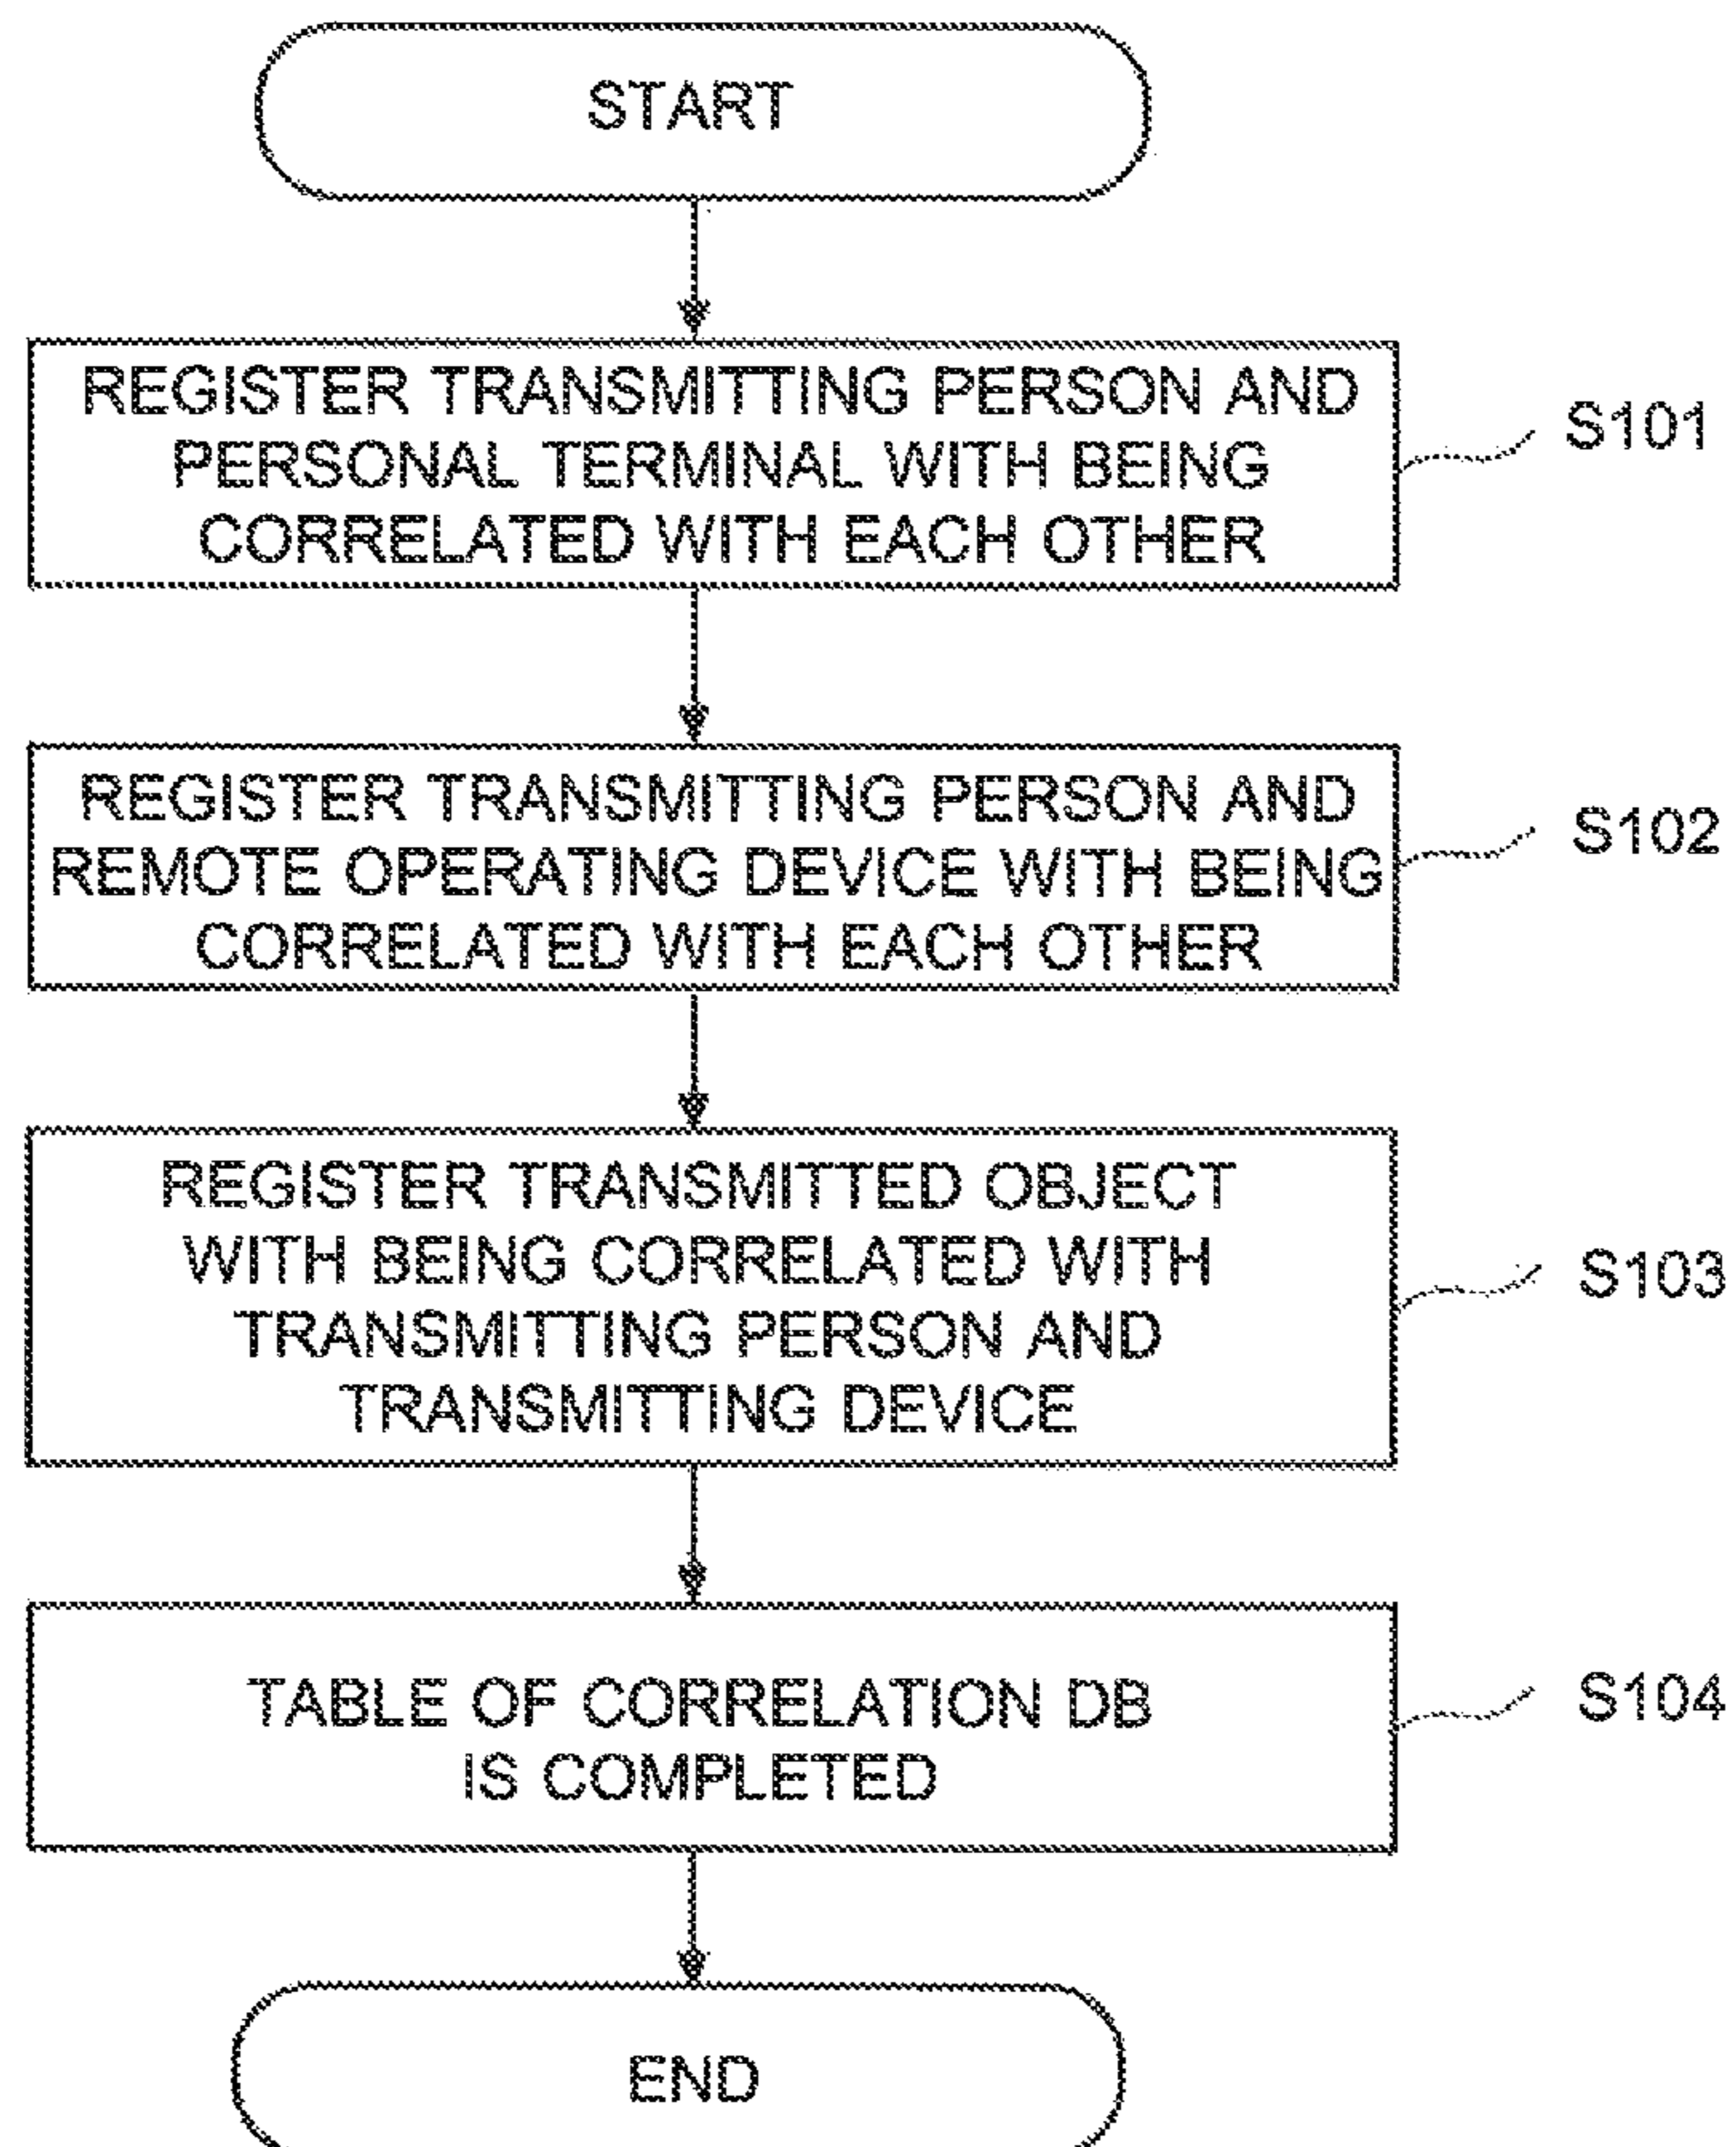 START
REGISTER TRANSMITTING PERSON AND
PERSONAL TERMINAL WITH BEING
CORRELATED WITH EACH OTHER
S101
REGISTER TRANSMITTING PERSON AND
REMOTE OPERATING DEVICE WITH BEING
CORRELATED WITH EACH OTHER
S102
REGISTER TRANSMITTED OBJECT
WITH BEING CORRELATED WITH
TRANSMITTING PERSON AND
TRANSMITTING DEVICE
S103
TABLE OF CORRELATION DB
IS COMPLETED
S104
END